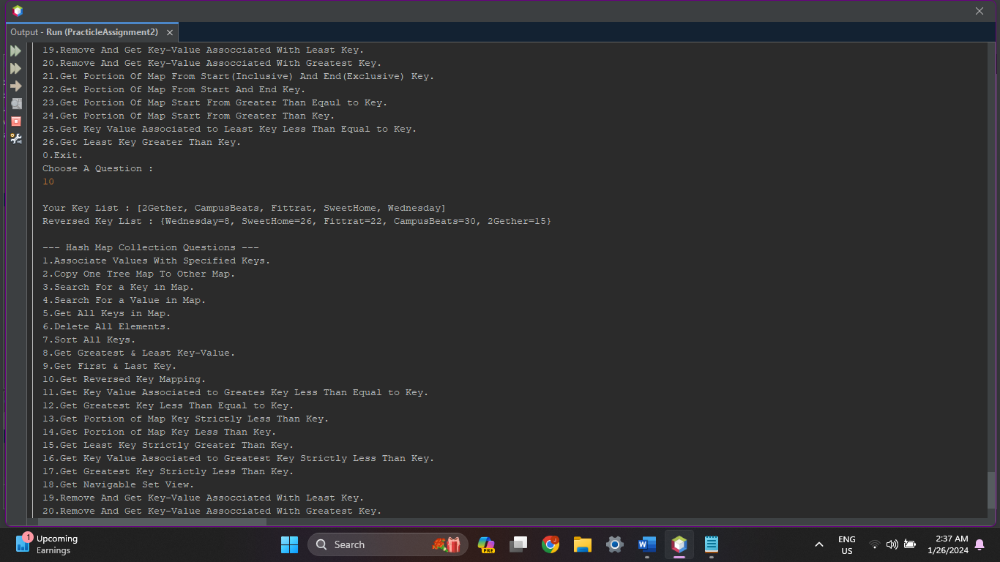 Output - Run (PracticleAssignment2)
19.Remove And Get Key-Value Assocciated With Least Key.
20.Remove And Get Key-Value Assocciated With Greatest Key.
21.Get Portion Of Map From Start(Inclusive) And End(Exclusive) Key.
22.Get Portion Of Map From Start And End Key.
23.Get Portion Of Map Start From Greater Than Eqaul to Key.
24.Get Portion Of Map Start From Greater Than Key.
25.Get Key Value Associated to Least Key Less Than Equal to Key.
26.Get Least Key Greater Than Key.
0.Exit.
Choose A Question :
10
Your Key List : [2Gether, CampusBeats, Fittrat, SweetHome, Wednesday]
Reversed Key List : {Wednesday=8, SweetHome=26, Fittrat=22, CampusBeats=30, 2Gether=15}
--- Hash Map Collection Questions ---
1.Associate Values With Specified Keys.
2.Copy One Tree Map To Other Map.
3.Search For a Key in Map.
4.Search For a Value in Map.
5.Get All Keys in Map.
6.Delete All Elements.
7.Sort All Keys.
8.Get Greatest & Least Key-Value.
9.Get First & Last Key.
10.Get Reversed Key Mapping.
11.Get Key Value Associated to Greates Key Less Than Equal to Key.
12.Get Greatest Key Less Than Equal to Key.
13.Get Portion of Map Key Strictly Less Than Key.
14.Get Portion of Map Key Less Than Key.
15.Get Least Key Strictly Greater Than Key.
16.Get Key Value Associated to Greatest Key Strictly Less Than Key.
17.Get Greatest Key Strictly Less Than Key.
18.Get Navigable Set View.
19.Remove And Get Key-Value Assocciated With Least Key.
20.Remove And Get Key-Value Assocciated With Greatest Key.
1
Upcoming
Earnings
Search
PRE
ENG
US
2:37 AM
1/26/2024